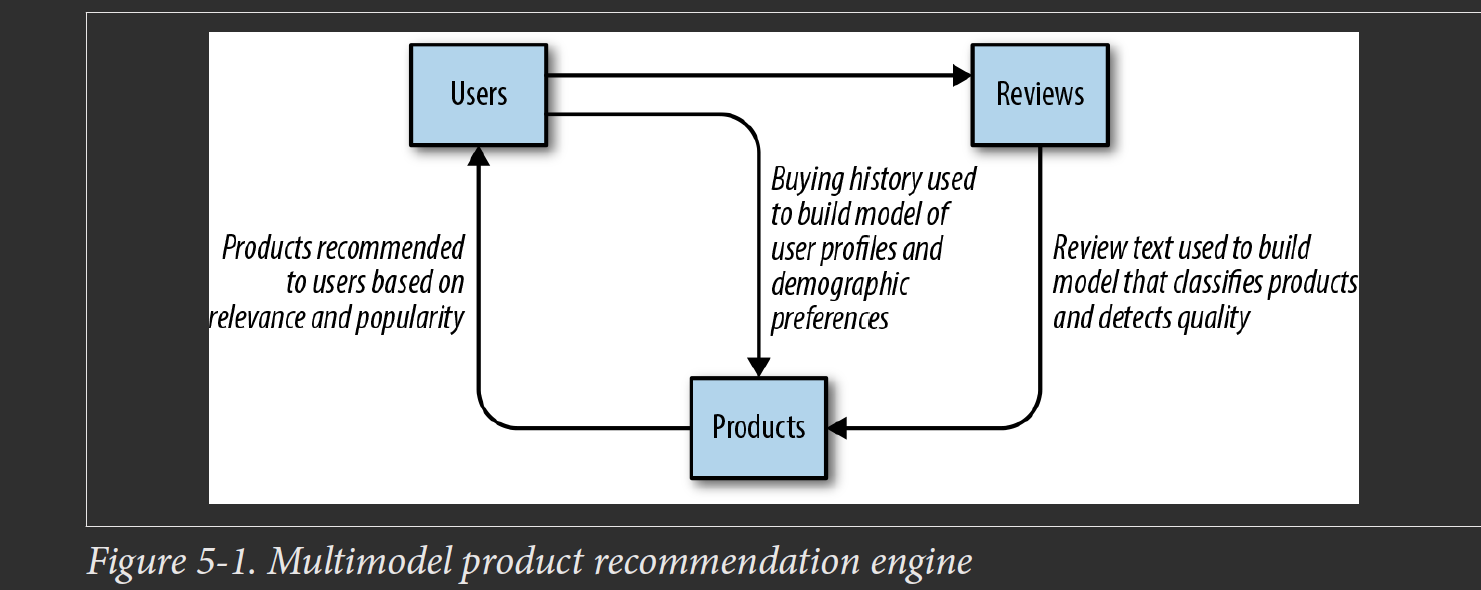 Users
Reviews
Buying history used
to build model of
user profiles and
demographic
preferences
Products recommended
to users based on
relevance and popularity
Review text used to build
model that classifies products
and detects quality
Products
Figure 5-1. Multimodel product recommendation engine